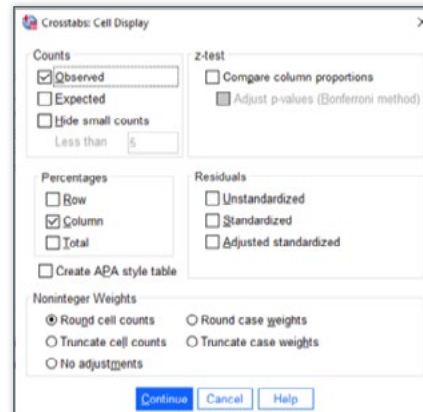 Crosstabs: Cell Display
Counts
Observed
Expected
Hide small counts
Less than 5
z-test
Compare column proportions
Adjust p-values (Bonferroni method)
Percentages
Row
Column
Total
Residuals
Unstandardized
Standardized
Adjusted standardized
Create APA style table
Noninteger Weights
Round cell counts Round case weights
Truncate cell counts Truncate case weights
No adjustments
Continue Cancel Help